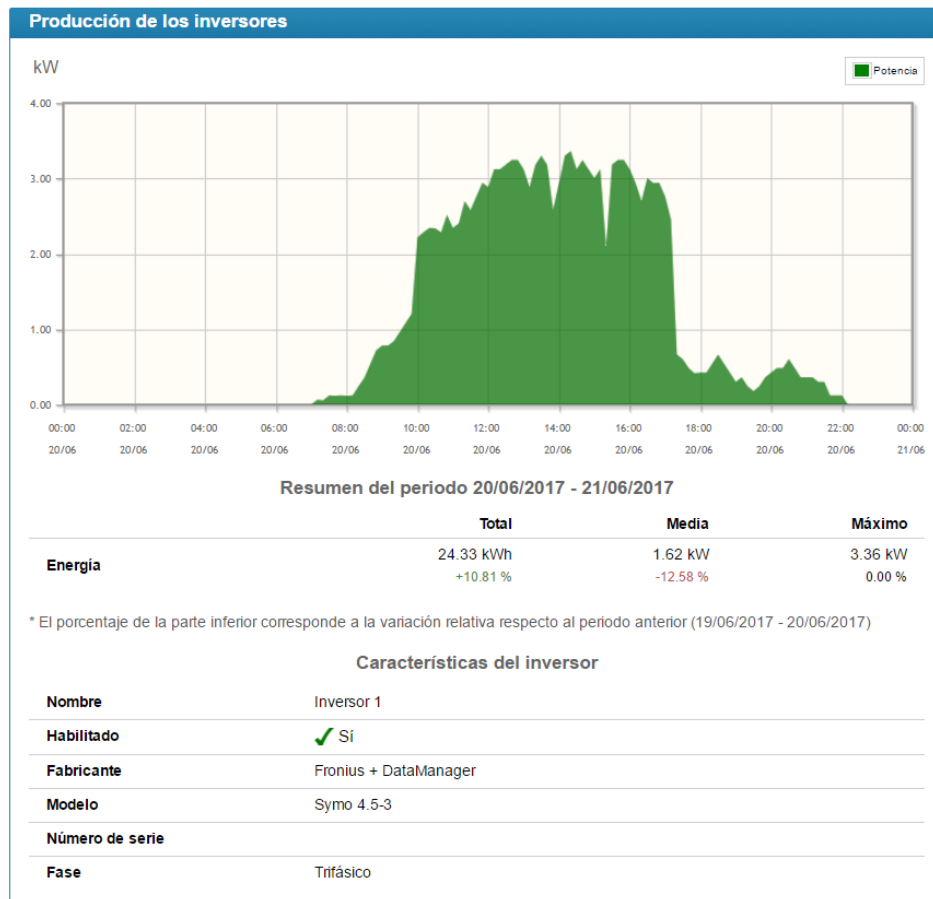 Producción de los inversores
kW
Potencia
4.00
3.00
2.00
1.00
0.00
00:00 02:00 04:00 06:00 08:00 10:00 12:00 14:00 16:00 18:00 20:00 22:00 00:00
20/06 20/06 20/06 20/06 20/06 20/06 20/06 20/06 20/06 20/06 20/06 20/06 21/06
Resumen del periodo 20/06/2017 - 21/06/2017
Total Media Máximo
Energía 24.33 kWh 1.62 kW 3.36 kW
+10.81 % -12.58 % 0.00 %
* El porcentaje de la parte inferior corresponde a la variación relativa respecto al periodo anterior (19/06/2017 - 20/06/2017)
Características del inversor
Nombre Inversor 1
Habilitado Sí
Fabricante Fronius + DataManager
Modelo Symo 4.5-3
Número de serie
Fase Trifásico